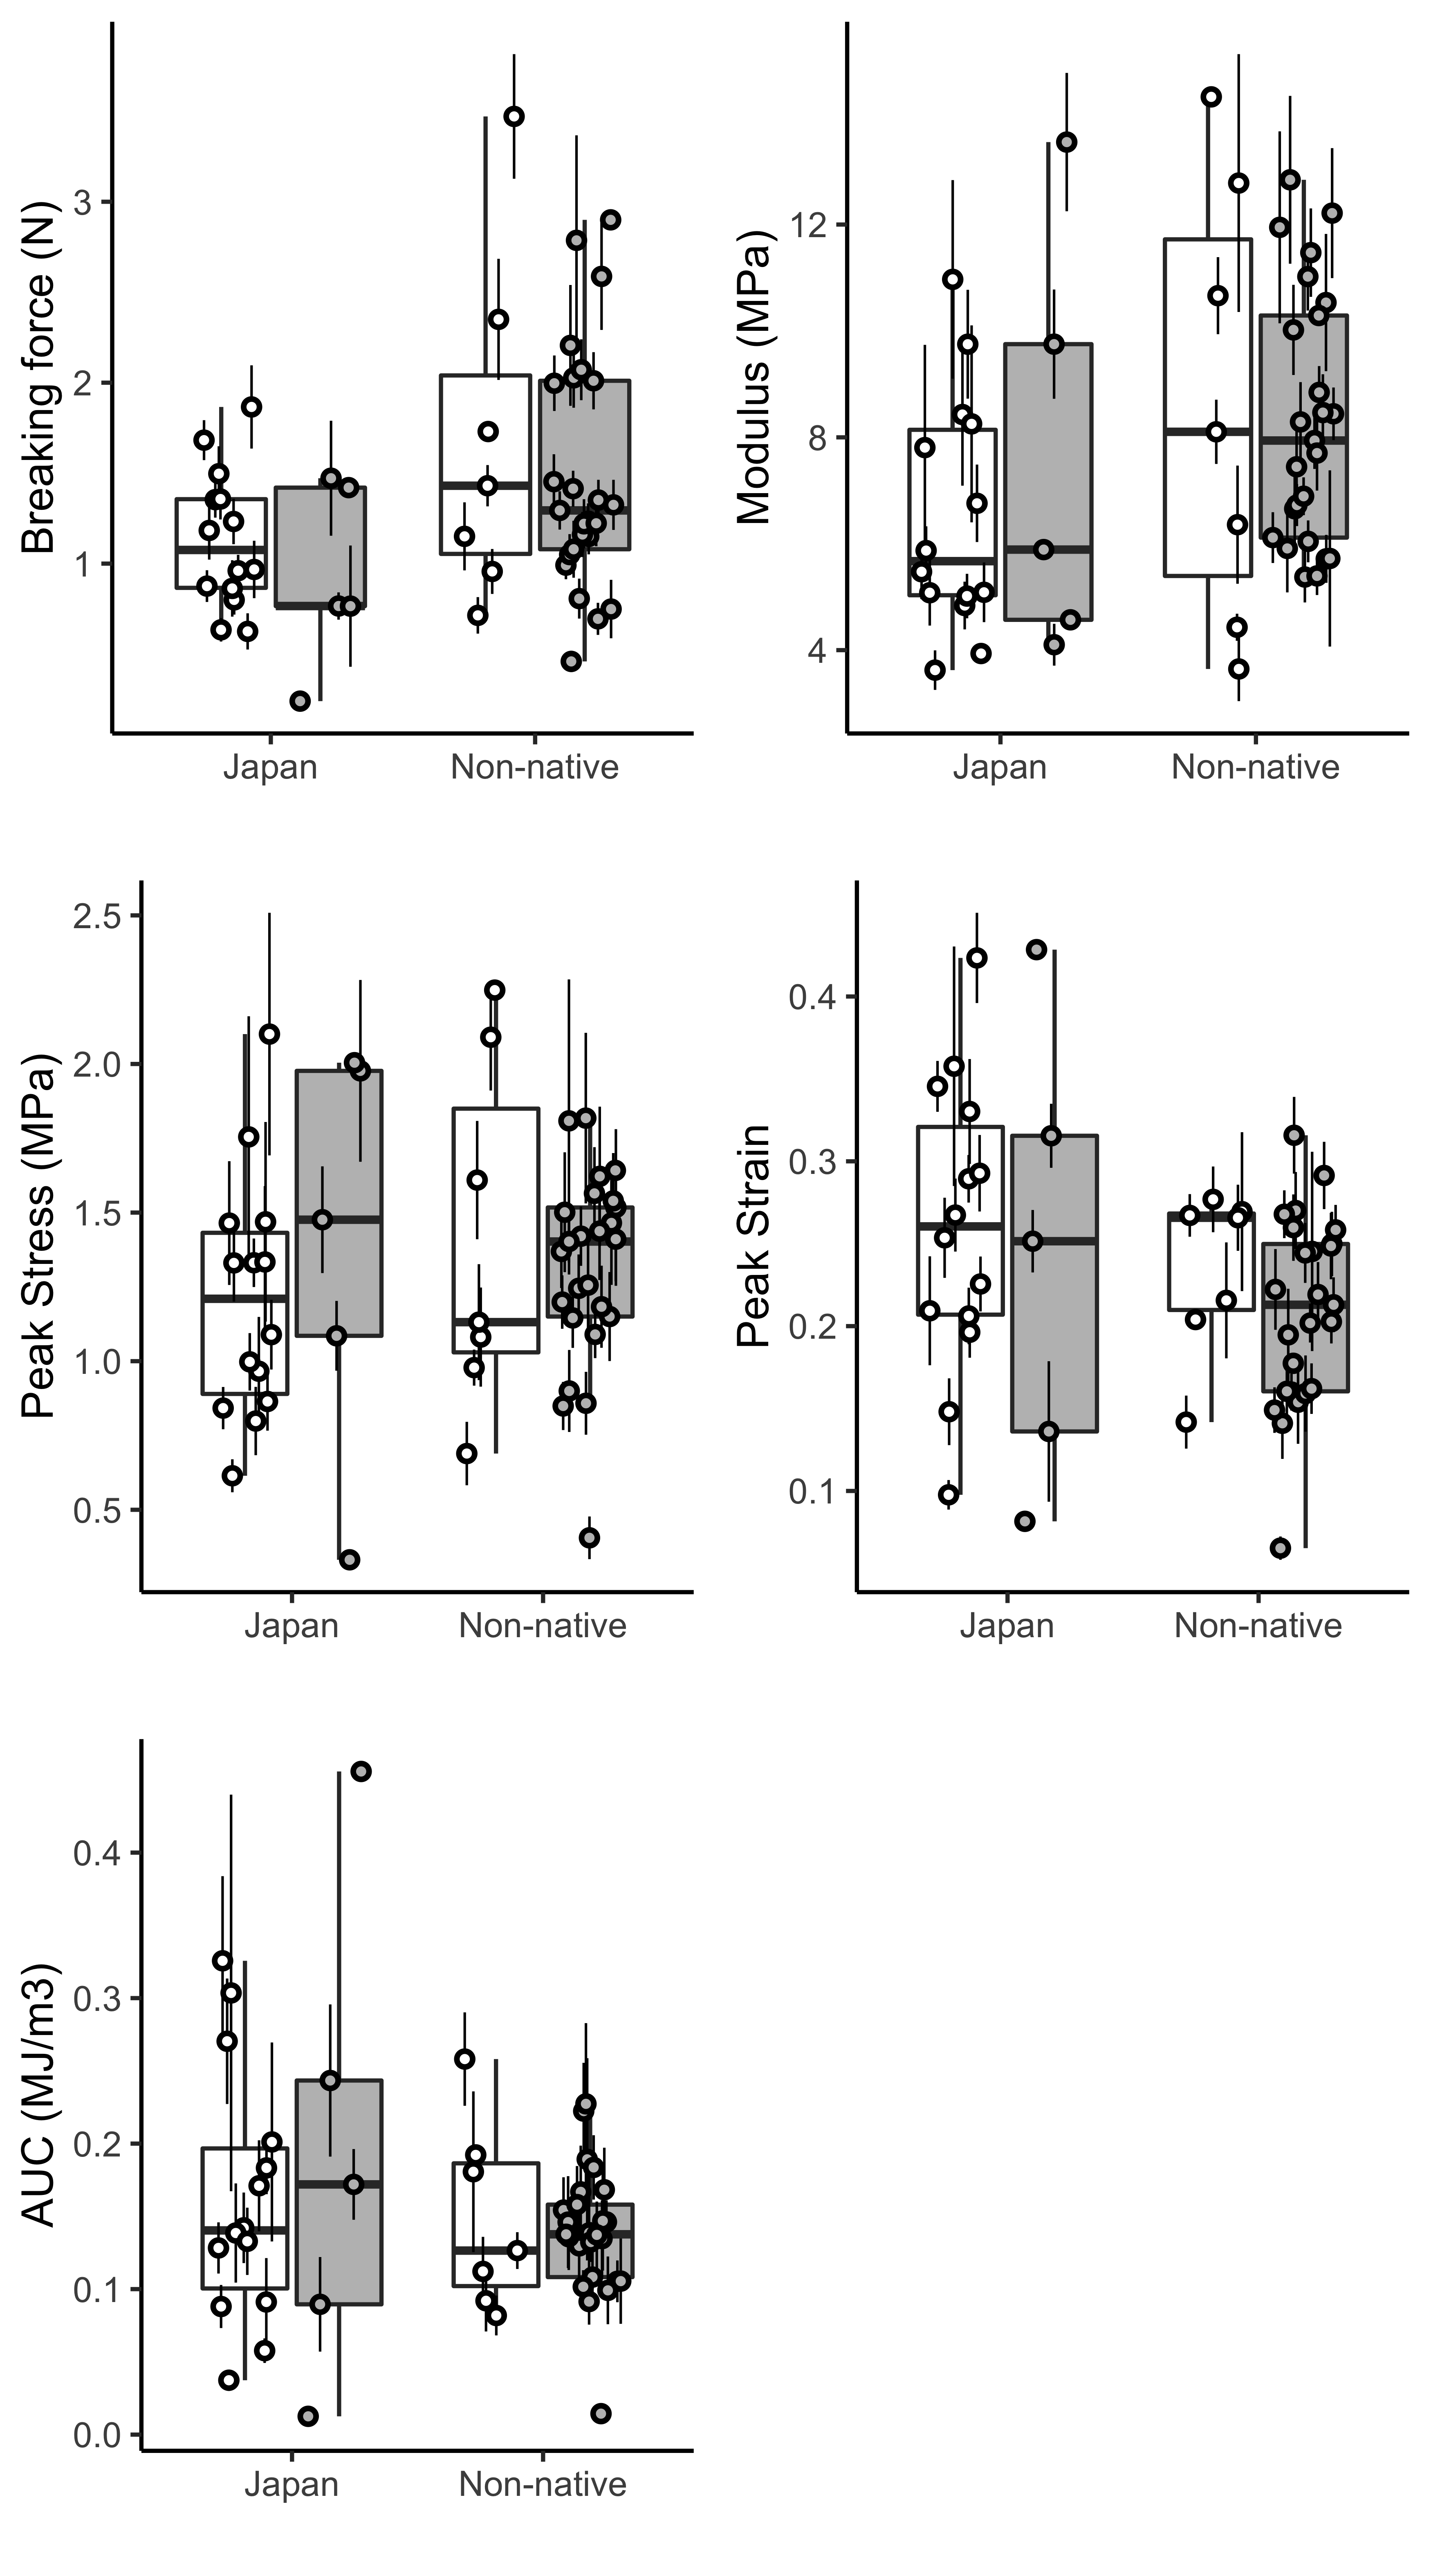 Breaking force (N)
3
2
1
Japan
Non-native
Modulus (MPa)
12
8
4
Japan
Non-native
Peak Stress (MPa)
2.5
2.0
1.5
1.0
0.5
Japan
Non-native
Peak Strain
0.4
0.3
0.2
0.1
Japan
Non-native
AUC (MJ/m3)
0.4
0.3
0.2
0.1
0.0
Japan
Non-native